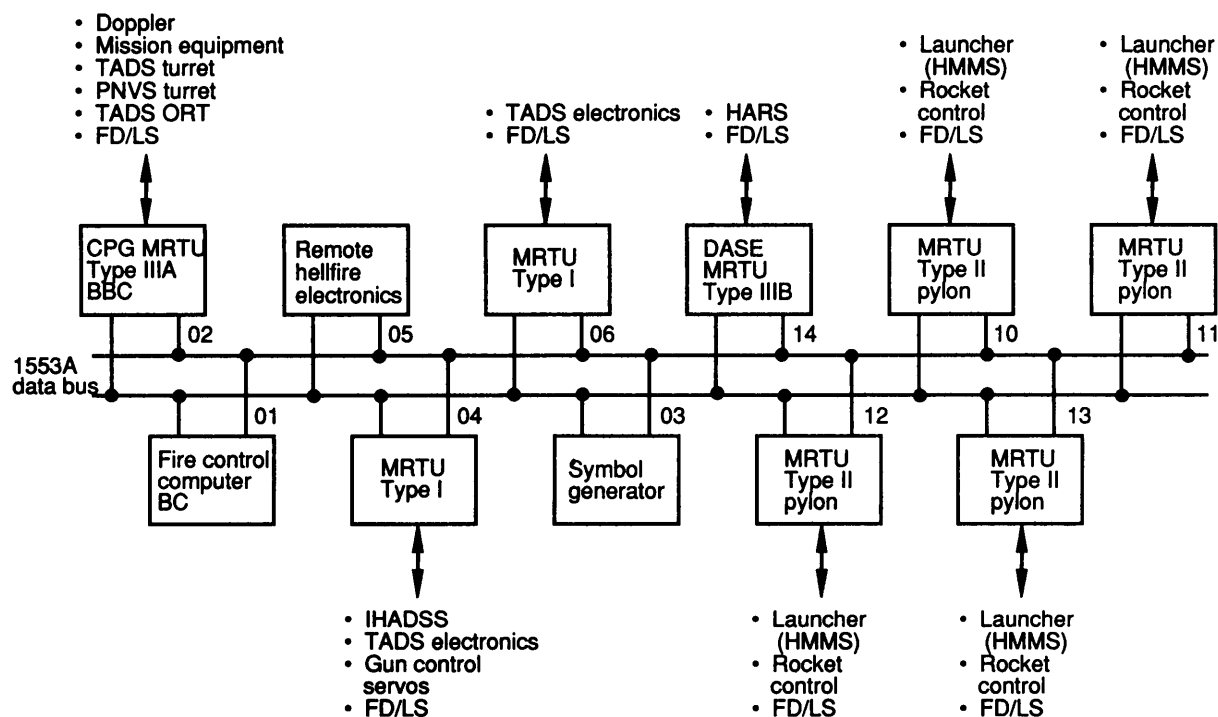 • Doppler
• Mission equipment
• TADS turret
• PNVS turret
• TADS ORT
• FD/LS
• TADS electronics
• FD/LS
• HARS
• FD/LS
• Launcher
(HMMS)
• Rocket
control
• FD/LS
• Launcher
(HMMS)
• Rocket
control
• FD/LS
CPG MRTU
Type IIIA
BBC
Remote
hellfire
electronics
MRTU
Type I
DASE
MRTU
Type IIIB
MRTU
Type II
pylon
MRTU
Type II
pylon
02
05
06
14
10
11
1553A
data bus
01
04
03
12
13
Fire control
computer
BC
MRTU
Type I
Symbol
generator
MRTU
Type II
pylon
MRTU
Type II
pylon
• IHADSS
• TADS electronics
• Gun control
servos
• FD/LS
• Launcher
(HMMS)
• Rocket
control
• FD/LS
• Launcher
(HMMS)
• Rocket
control
• FD/LS